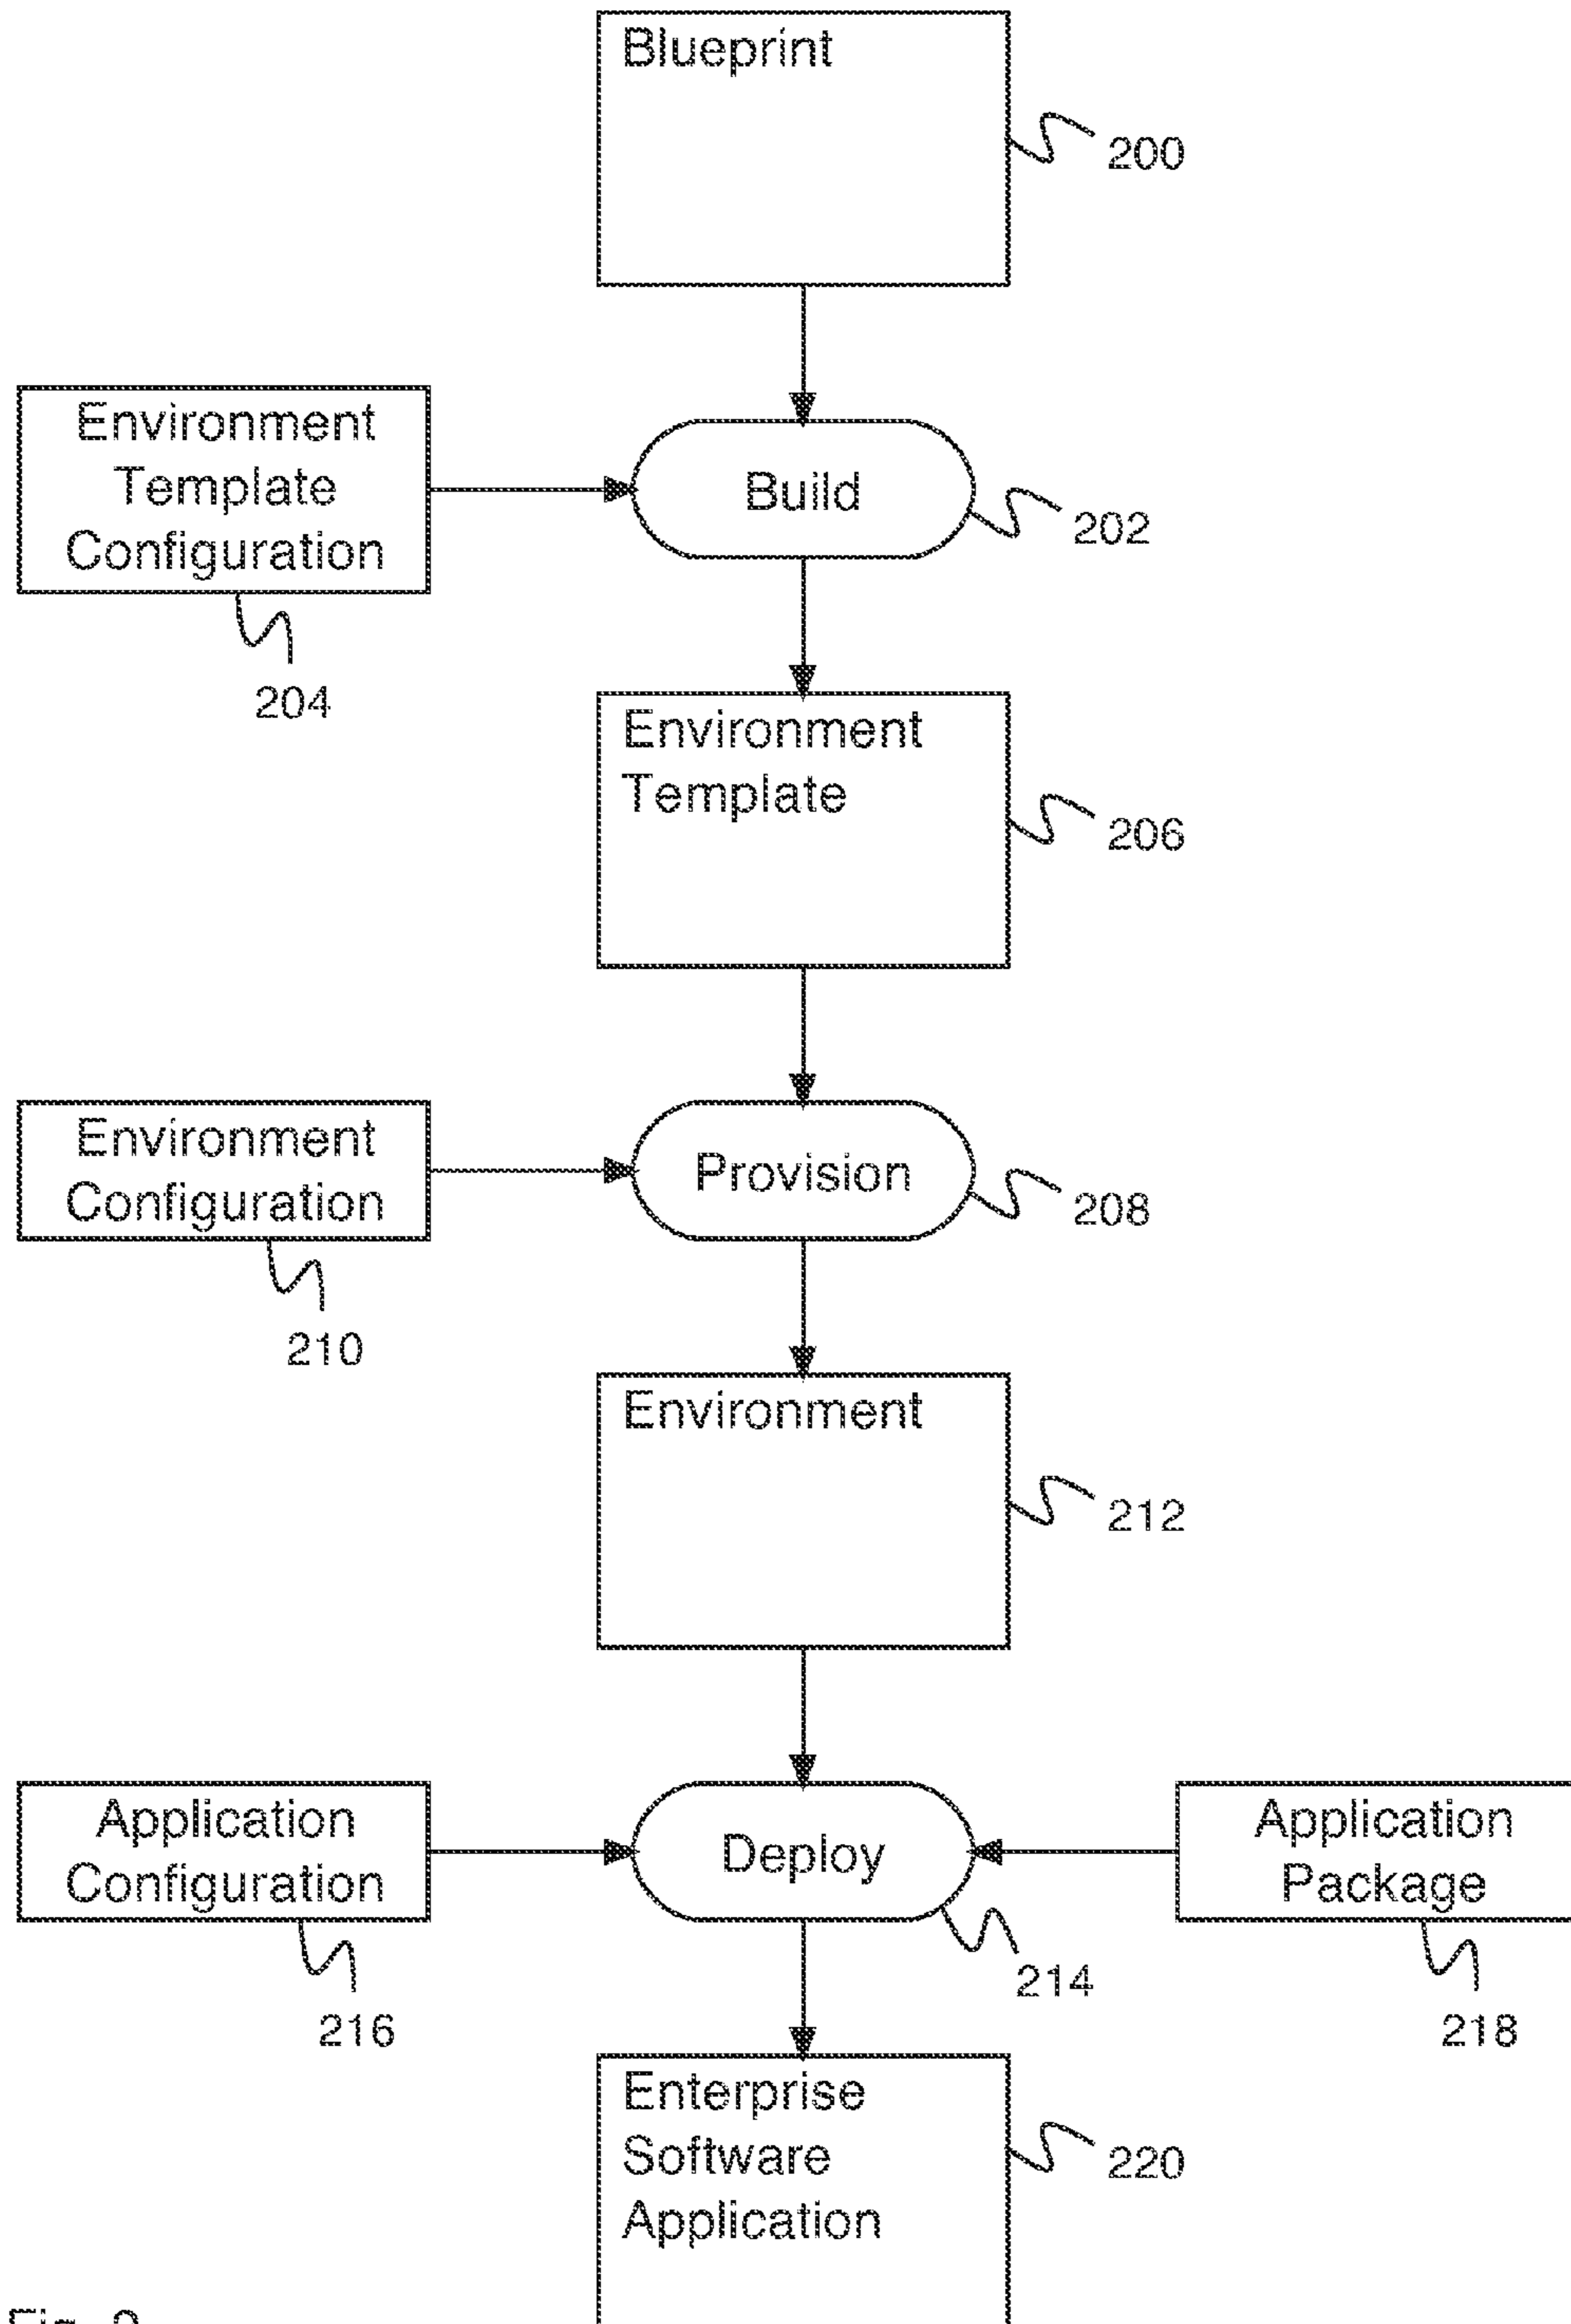 Blueprint
200
Environment
Template
Configuration
Build
202
204
Environment
Template
206
Environment
Configuration
Provision
208
210
Environment
212
Application
Configuration
Deploy
Application
Package
214
216
218
Enterprise
Software
Application
220